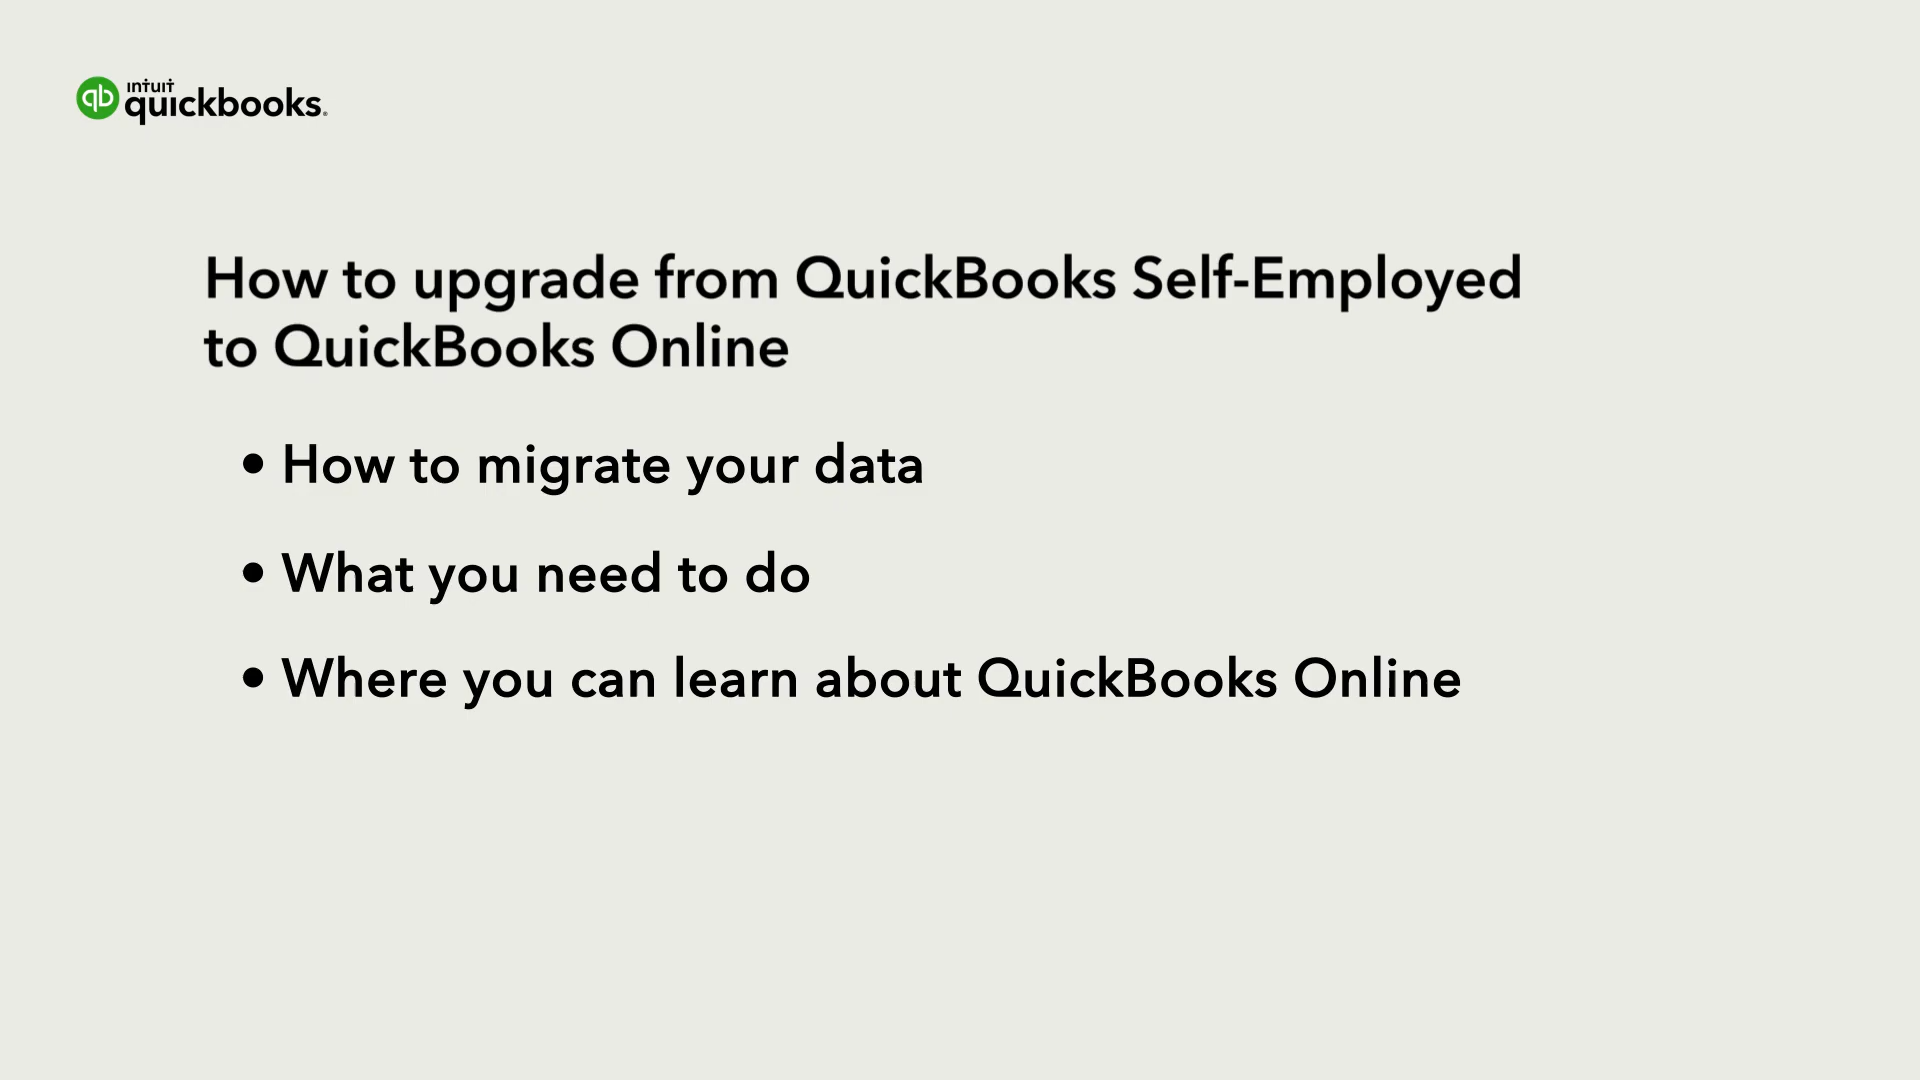 intuit
quickbooks.
How to upgrade from QuickBooks Self-Employed
to QuickBooks Online
• How to migrate your data
• What you need to do
• Where you can learn about QuickBooks Online